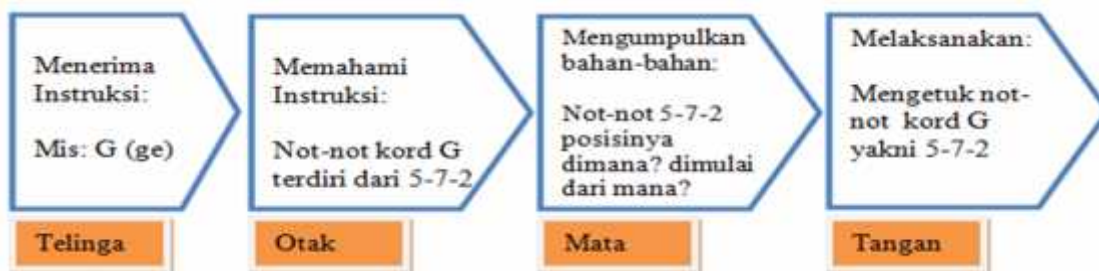 Menerima
Instruksi:
Mis: G (ge)
Telinga
Memahami
Instruksi:
Not-not kord G
terdiri dari 5-7-2
Otak
Mengumpulkan
bahan-bahan:
Not-not 5-7-2
posisinya
dimana? dimulai
dari mana?
Mata
Melaksanakan:
Mengetuk not-
not kord G
yakni 5-7-2
Tangan